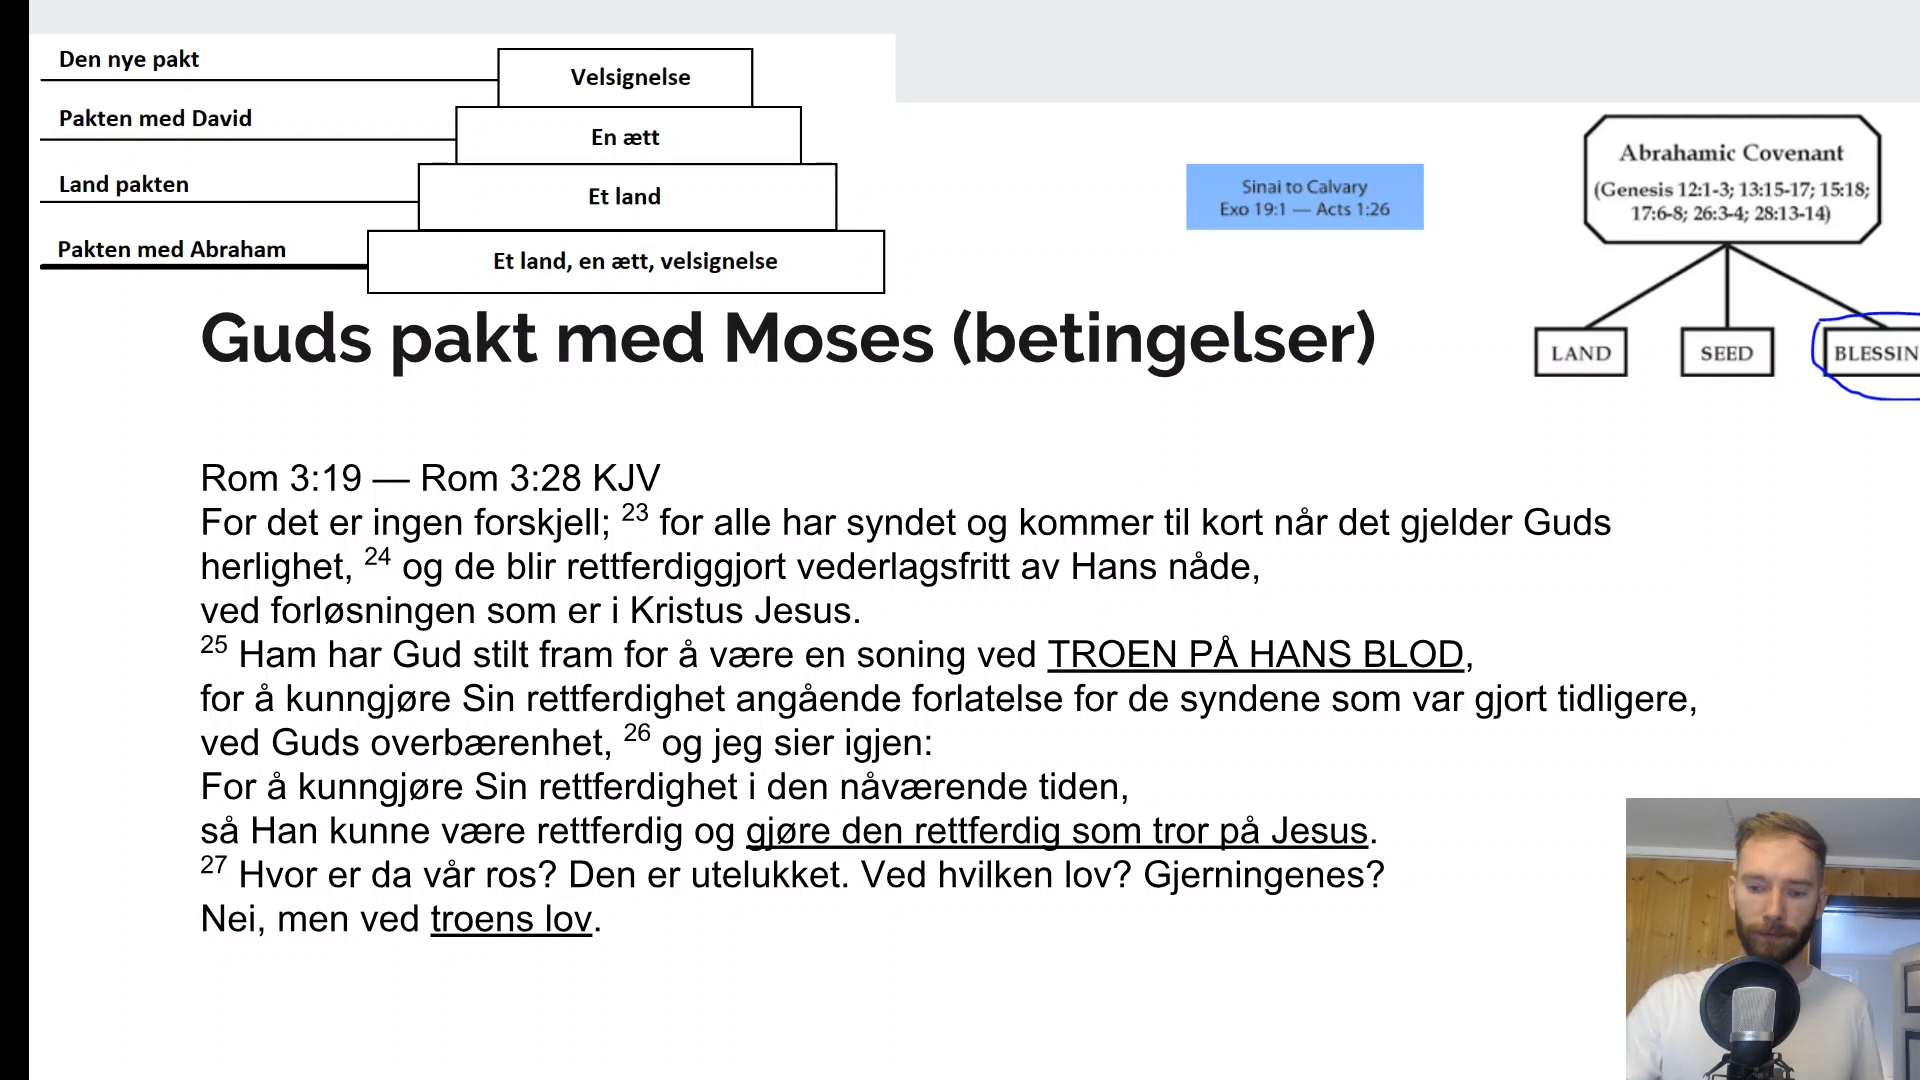 Den nye pakt
Velsignelse
Pakten med David
En ætt
Land pakten
Et land
Pakten med Abraham
Et land, en ætt, velsignelse
Sinai to Calvary
Exo 19:1 — Acts 1:26
Abrahamic Covenant
(Genesis 12:1-3; 13:15-17; 15:18;
17:6-8; 26:3-4; 28:13-14)
LAND
SEED
BLESSIN
Guds pakt med Moses (betingelser)
Rom 3:19 — Rom 3:28 KJV
For det er ingen forskjell; 23 for alle har syndet og kommer til kort når det gjelder Guds
herlighet, 24 og de blir rettferdiggjort vederlagsfritt av Hans nåde,
ved forløsningen som er i Kristus Jesus.
25 Ham har Gud stilt fram for å være en soning ved TROEN PÅ HANS BLOD,
for å kunngjøre Sin rettferdighet angående forlatelse for de syndene som var gjort tidligere,
ved Guds overbærenhet, 26 og jeg sier igjen:
For å kunngjøre Sin rettferdighet i den nåværende tiden,
så Han kunne være rettferdig og gjøre den rettferdig som tror på Jesus.
27 Hvor er da vår ros? Den er utelukket. Ved hvilken lov? Gjerningenes?
Nei, men ved troens lov.